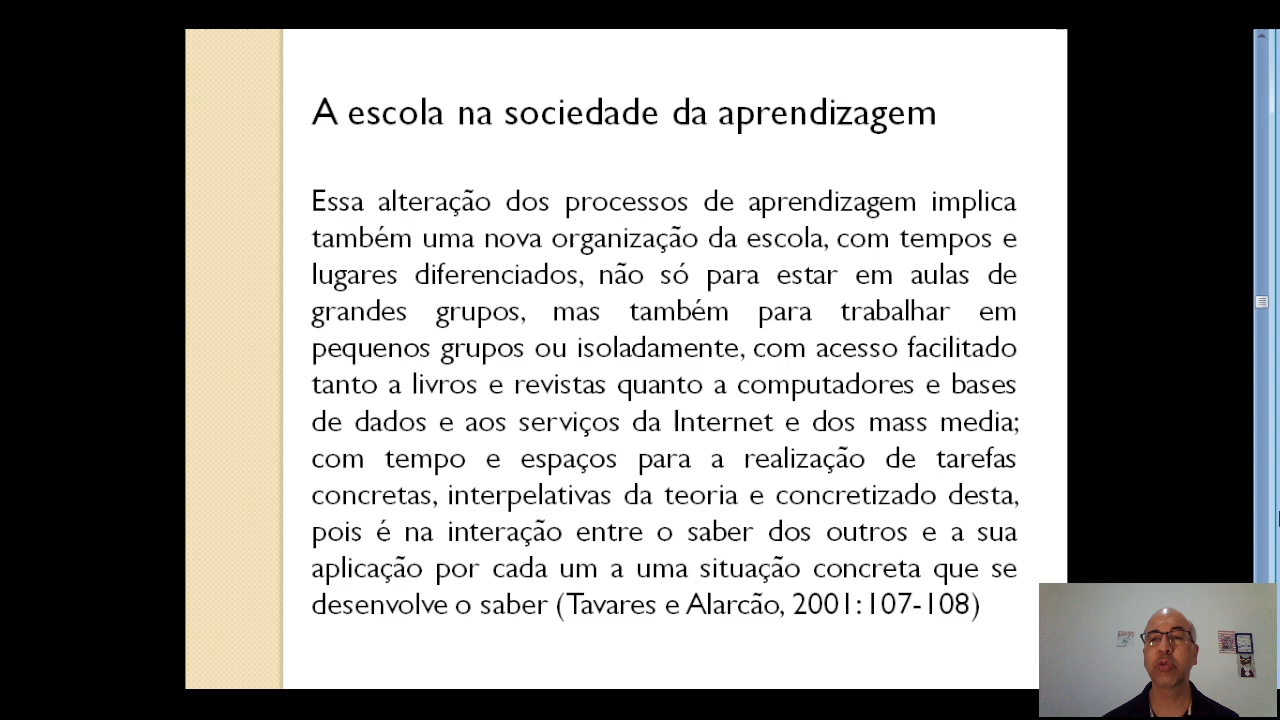 A escola na sociedade da aprendizagem
Essa alteração dos processos de aprendizagem implica
também uma nova organização da escola, com tempos e
lugares diferenciados, não só para estar em aulas de
grandes grupos, mas também para trabalhar em
pequenos grupos ou isoladamente, com acesso facilitado
tanto a livros e revistas quanto a computadores e bases
de dados e aos serviços da Internet e dos mass media;
com tempo e espaços para a realização de tarefas
concretas, interpelativas da teoria e concretizado desta,
pois é na interação entre o saber dos outros e a sua
aplicação por cada um a uma situação concreta que se
desenvolve o saber (Tavares e Alarcão, 2001:107-108)